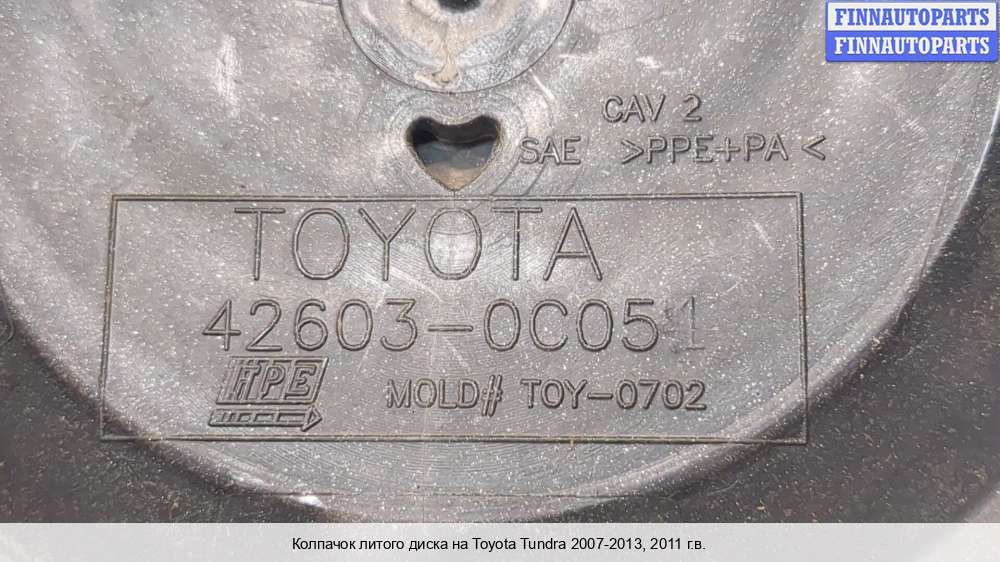 FINNAUTOPARTS
FINNAUTOPARTS
CAV 2
SAE >PPE+PA<
TOYOTA
42603-0C051
HPE
MOLD# TOY-0702
Колпачок литого диска на Toyota Tundra 2007-2013, 2011 г.в.